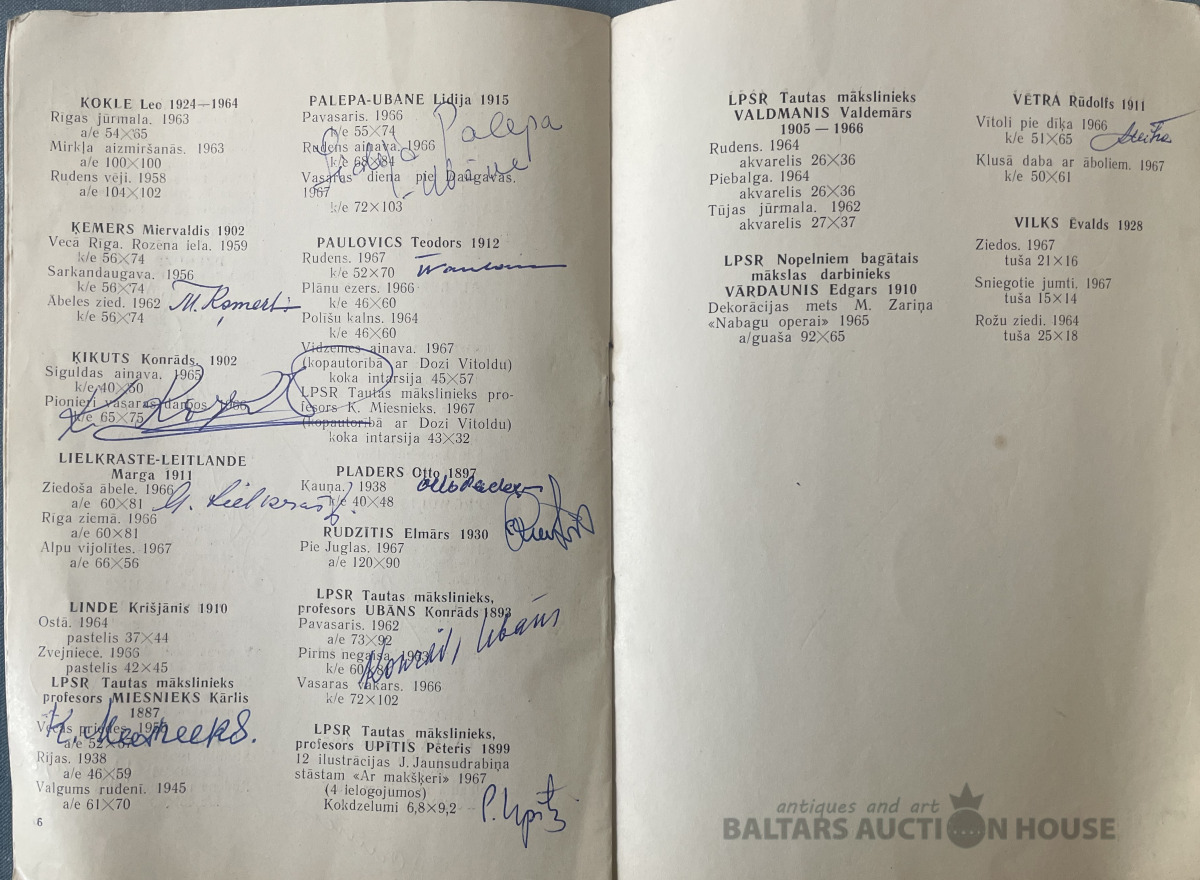 KOKLE Leo 1924—1964
Rīgas jūrmala. 1963
a/e 54×65
Mirkļa aizmiršanās. 1963
a/e 100×100
Rudens vēji. 1958
a/e 104×102
ĶEMERS Miervaldis 1902
Vecā Rīga. Rozena iela. 1959
k/e 56×74
Sarkandaugava. 1956
k/e 56×74
Ābeles zied. 1962
k/e 56×74
ĶIKUTS Konrāds. 1902
Siguldas ainava. 1965
k/e 40×50
Pionieri vasaras darbos 1966
k/e 65×75
LIELKRASTE-LEITLANDE
Marga 1911
Ziedoša ābele. 1966
a/e 60×81
Rīga ziemā. 1966
a/e 60×81
Alpu vijolītes. 1967
a/e 66×56
LINDE Krišjānis 1910
Ostā. 1964
pastelis 37×44
Zvejniece. 1966
pastelis 42×45
LPSR Tautas mākslinieks
profesors MIESNIEKS Kārlis
1887
K. Miesnieks.
Rijas. 1938
a/e 46×59
Valgums rudenī. 1945
a/e 61×70
6
PALEPA-UBANE Lidija 1915
Pavasaris. 1966
k/e 55×74
Rudens ainava. 1966
k/e 68×84
Palepa
Ubāne
Vasaras diena pie Daugavas.
1967
k/e 72×103
PAULOVICS Teodors 1912
Rudens. 1967
k/e 52×70
Plānu ezers. 1966
k/e 46×60
Polīšu kalns. 1964
k/e 46×60
Vidzemes ainava. 1967
(kopautorībā ar Dozi Vitoldu)
koka intarsija 45×57
LPSR Tautas mākslinieks pro-
fesors K. Miesnieks. 1967
(kopautorībā ar Dozi Vitoldu)
koka intarsija 43×32
PLADERS Otto 1897
Kauņa. 1938
k/e 40×48
RUDZĪTIS Elmārs 1930
Pie Juglas. 1967
a/e 120×90
LPSR Tautas mākslinieks,
profesors UBĀNS Konrāds 1893
Pavasaris. 1962
a/e 73×92
Pirms negaisa.
k/e
Konrāds Ubāns
Vasaras vakars. 1966
k/e 72×102
LPSR Tautas mākslinieks,
profesors UPĪTIS Pēteris 1899
12 ilustrācijas J. Jaunsudrabiņa
stāstam «Ar makšķeri» 1967
(4 ielogojumos)
Kokdzelumi 6,8×9,2
P. Upīts
LPSR Tautas mākslinieks
VALDMANIS Valdemārs
1905 — 1966
Rudens. 1964
akvarelis 26×36
Piebalga. 1964
akvarelis 26×36
Tūjas jūrmala. 1962
akvarelis 27×37
LPSR Nopelniem bagātais
mākslas darbinieks
VĀRDAUNIS Edgars 1910
Dekorācijas mets M. Zariņa
«Nabagu operai» 1965
a/guaša 92×65
VĒTRA Rūdolfs 1911
Vītoli pie dīķa 1966
k/e 51×65
Klusā daba ar āboliem. 1967
k/e 50×61
VILKS Ēvalds 1928
Ziedos. 1967
tuša 21×16
Sniegotie jumti. 1967
tuša 15×14
Rožu ziedi. 1964
tuša 25×18
antiques and art
BALTARS AUCTION HOUSE